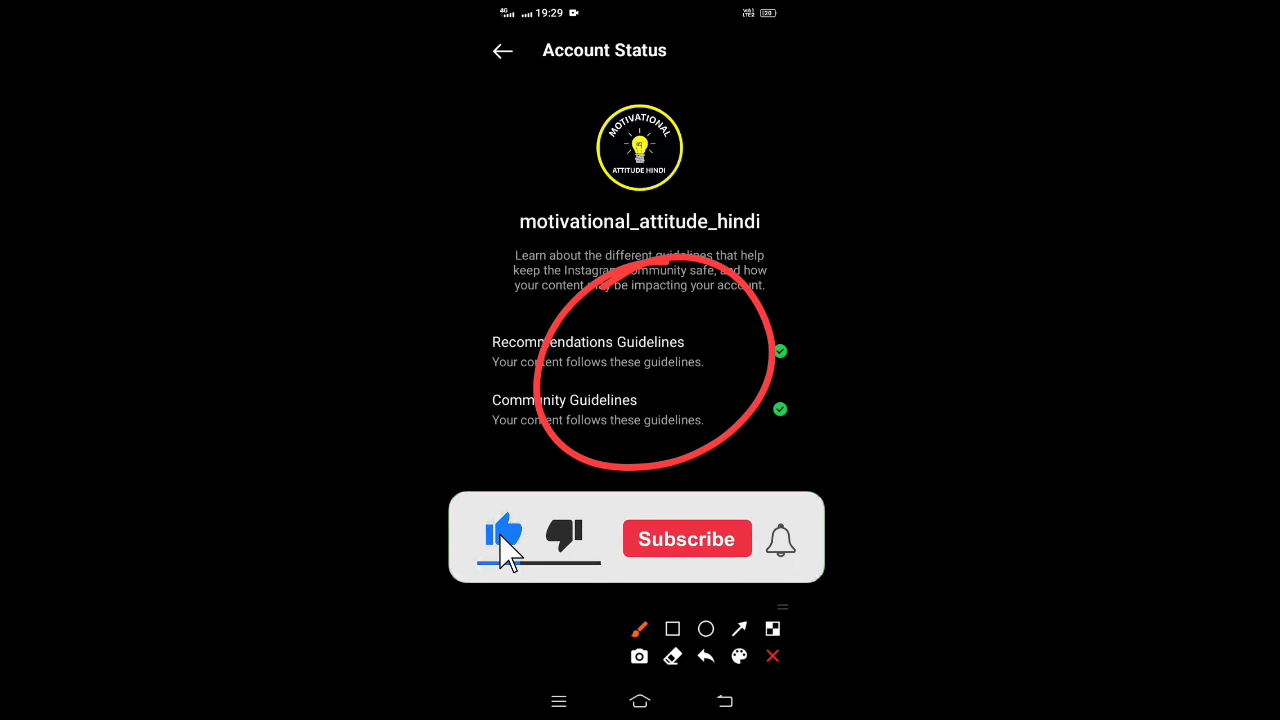 4G 19:29 20
Account Status
MOTIVATIONAL
ATTITUDE HINDI
motivational_attitude_hindi
Learn about the different guidelines that help
keep the Instagram community safe, and how
your content may be impacting your account.
Recommendations Guidelines
Your content follows these guidelines.
Community Guidelines
Your content follows these guidelines.
Subscribe